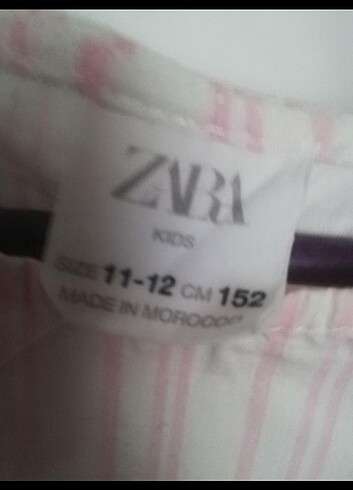 ZARA
KIDS
SIZE 11-12 CM 152
MADE IN MOROCCO